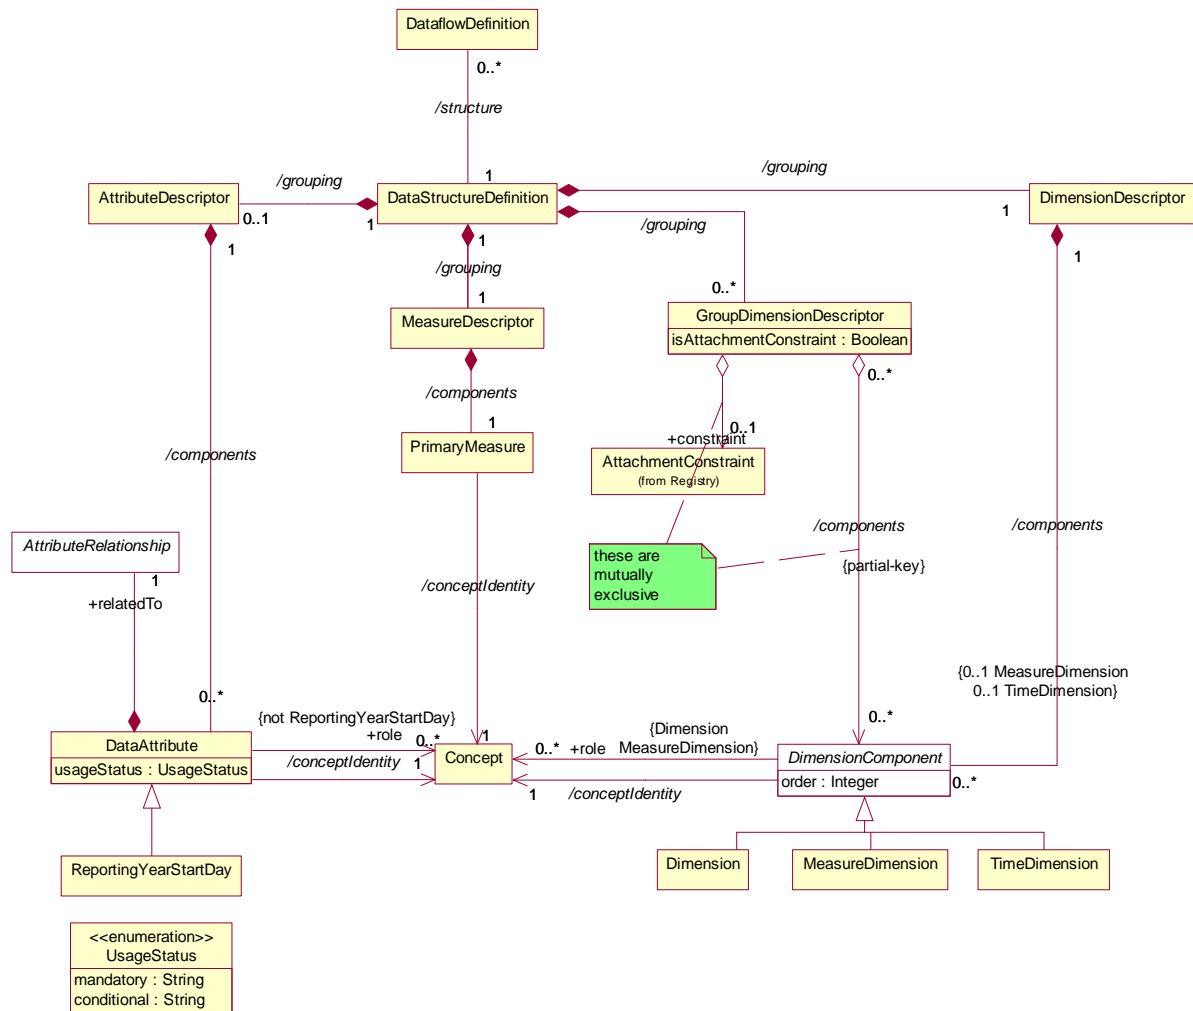 DataflowDefinition
0..*
/structure
/grouping
1
/grouping
AttributeDescriptor
DataStructureDefinition
DimensionDescriptor
0..1
1
1
/grouping
1
1
1
/grouping
0..*
1
MeasureDescriptor
GroupDimensionDescriptor
isAttachmentConstraint : Boolean
0..*
/components
1
0..1
+constraint
PrimaryMeasure
/components
AttachmentConstraint
(from Registry)
/components
/components
AttributeRelationship
these are
mutually
exclusive
{partial-key}
1
+relatedTo
/conceptIdentity
{0..1 MeasureDimension
0..1 TimeDimension}
0..*
0..*
{not ReportingYearStartDay}
+role
0..*
1
{Dimension
MeasureDimension}
0..*
+role
DataAttribute
usageStatus : UsageStatus
/conceptIdentity
1
Concept
DimensionComponent
order : Integer
0..*
1
/conceptIdentity
ReportingYearStartDay
Dimension
MeasureDimension
TimeDimension
<<enumeration>>
UsageStatus
mandatory : String
conditional : String